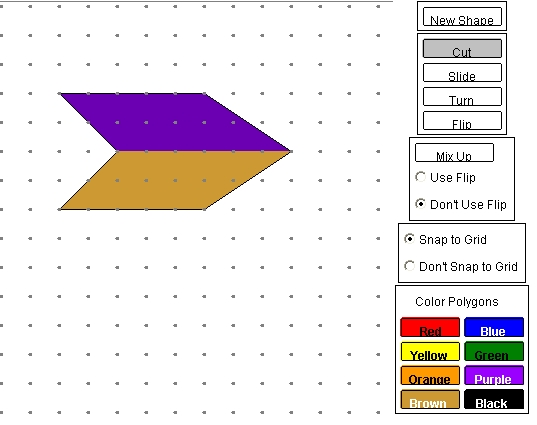 New Shape
Cut
Slide
Turn
Flip
Mix Up
Use Flip
Don't Use Flip
Snap to Grid
Don't Snap to Grid
Color Polygons
Red Blue
Yellow Green
Orange Purple
Brown Black